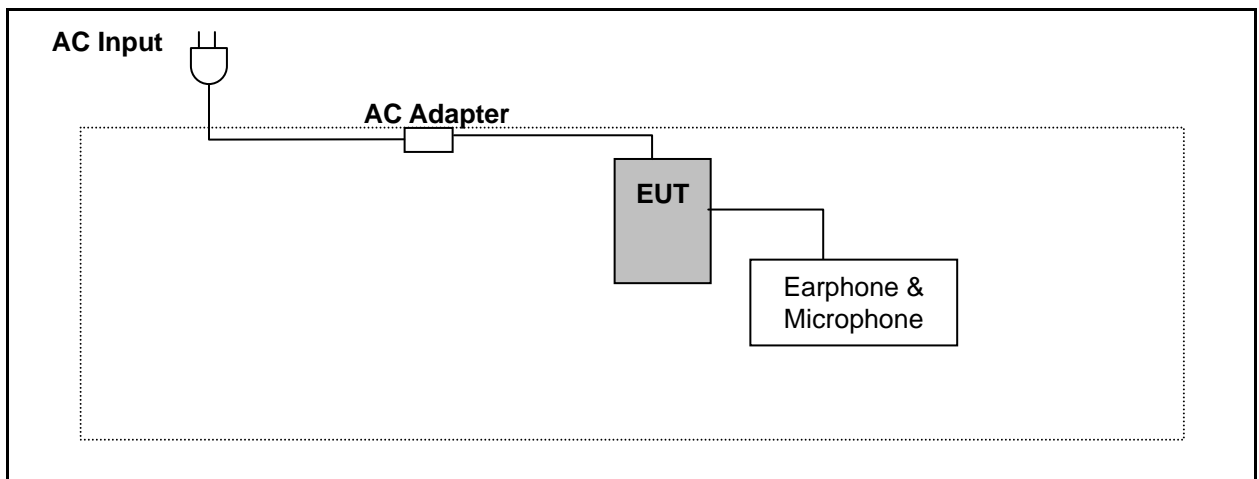 AC Input
AC Adapter
EUT
Earphone &
Microphone